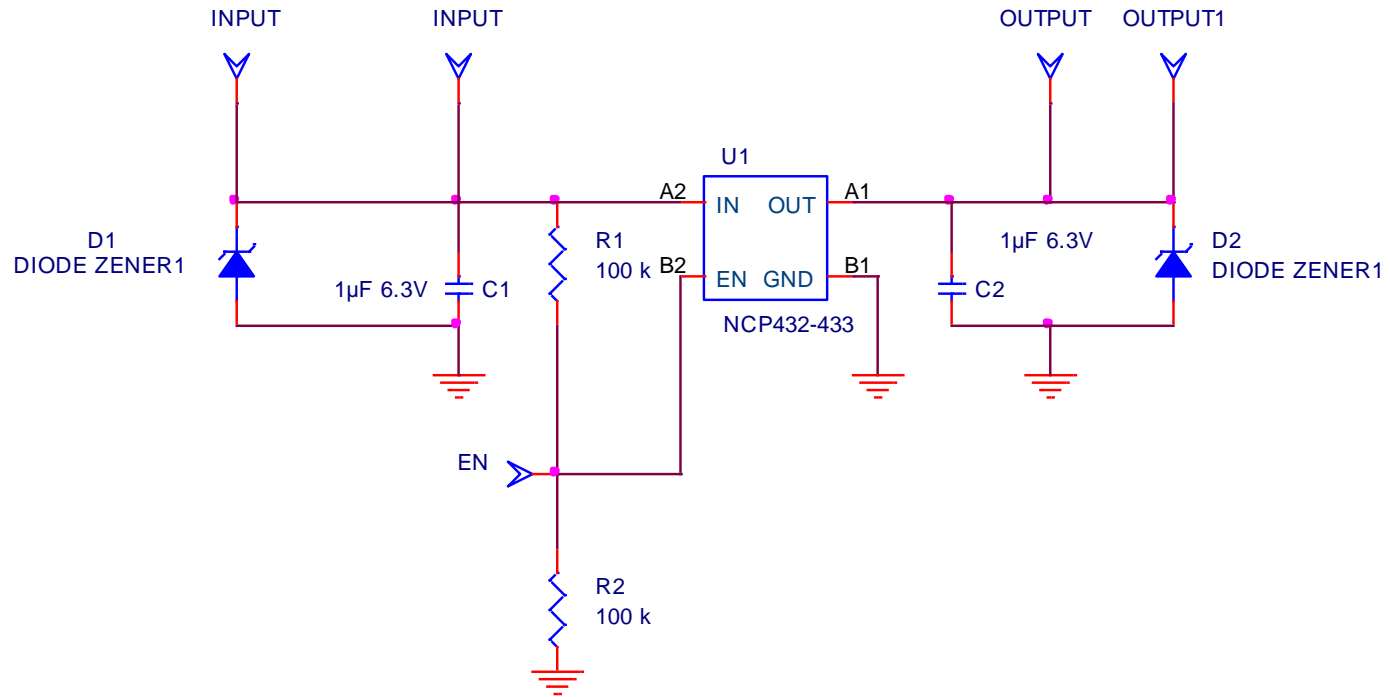 INPUT
INPUT
OUTPUT
OUTPUT1
U1
A2
IN
OUT
A1
D1
DIODE ZENER1
1µF 6.3V
C1
R1
100 k
B2
EN
GND
B1
NCP432-433
1µF 6.3V
C2
D2
DIODE ZENER1
EN
R2
100 k